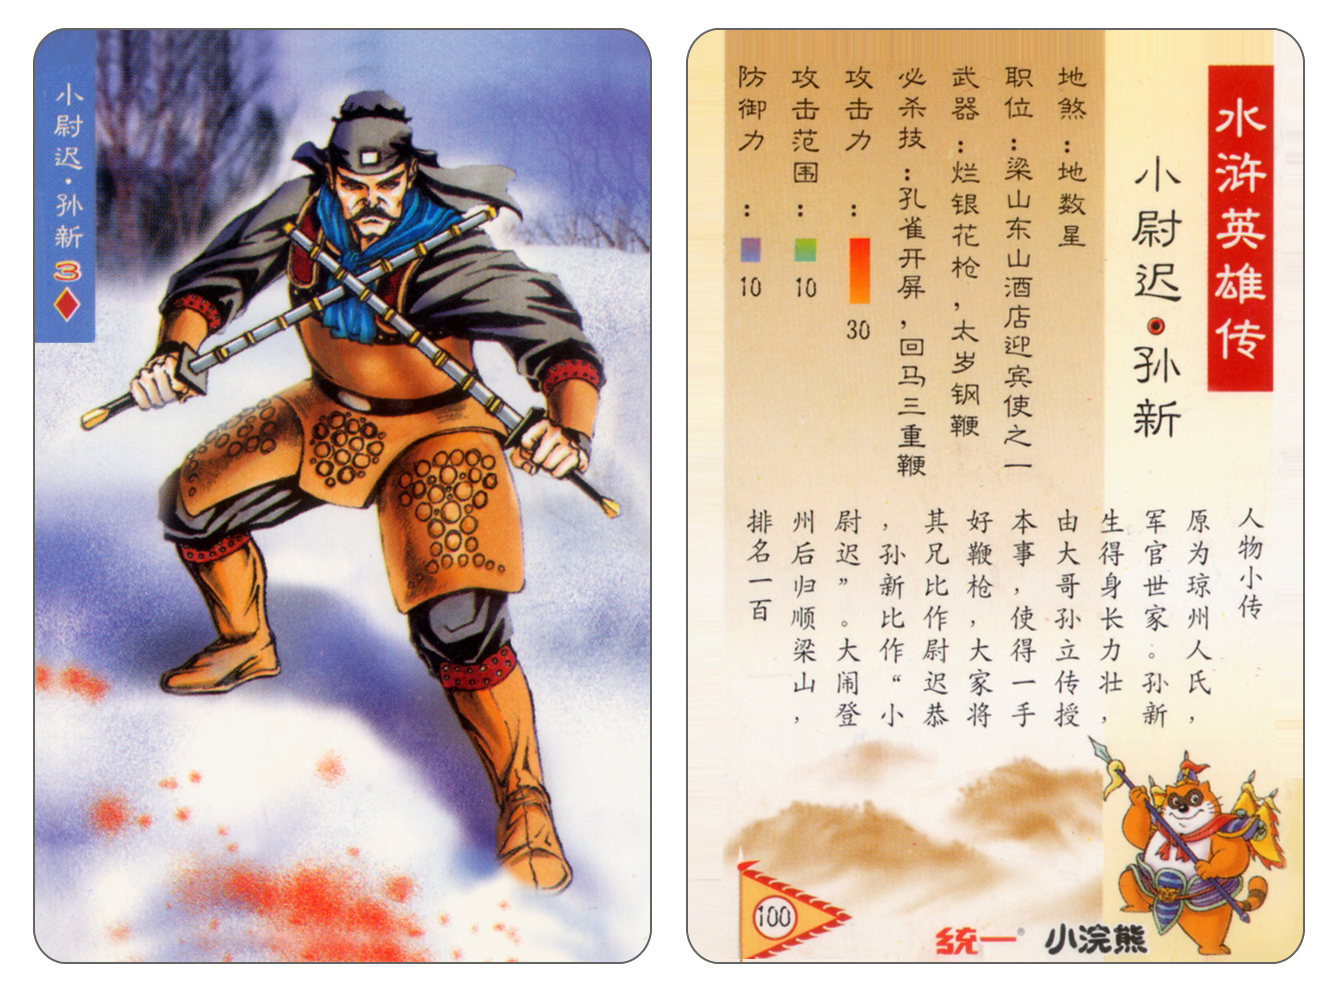 小尉迟·孙新
3
水浒英雄传
小尉迟·孙新
地煞：地数星
职位：梁山东山酒店迎宾使之一
武器：烂银花枪，太岁钢鞭
必杀技：孔雀开屏，回马三重鞭
攻击力：
30
攻击范围：
10
防御力：
10
人物小传
原为琼州人氏，
军官世家。孙新
生得身长力壮，
由大哥孙立传授
本事，使得一手
好鞭枪，大家将
其兄比作尉迟恭
，孙新比作“小
尉迟”。大闹登
州后归顺梁山，
排名一百
100
统一®
小浣熊